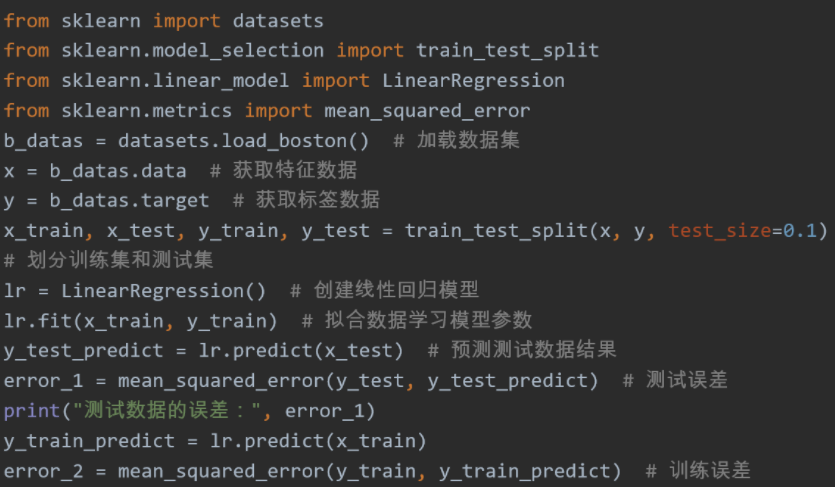 from sklearn import datasets
from sklearn.model_selection import train_test_split
from sklearn.linear_model import LinearRegression
from sklearn.metrics import mean_squared_error
b_datas = datasets.load_boston()  # 加载数据集
x = b_datas.data  # 获取特征数据
y = b_datas.target  # 获取标签数据
x_train, x_test, y_train, y_test = train_test_split(x, y, test_size=0.1)
# 划分训练集和测试集
lr = LinearRegression()  # 创建线性回归模型
lr.fit(x_train, y_train)  # 拟合数据学习模型参数
y_test_predict = lr.predict(x_test)  # 预测测试数据结果
error_1 = mean_squared_error(y_test, y_test_predict)  # 测试误差
print("测试数据的误差：", error_1)
y_train_predict = lr.predict(x_train)
error_2 = mean_squared_error(y_train, y_train_predict)  # 训练误差